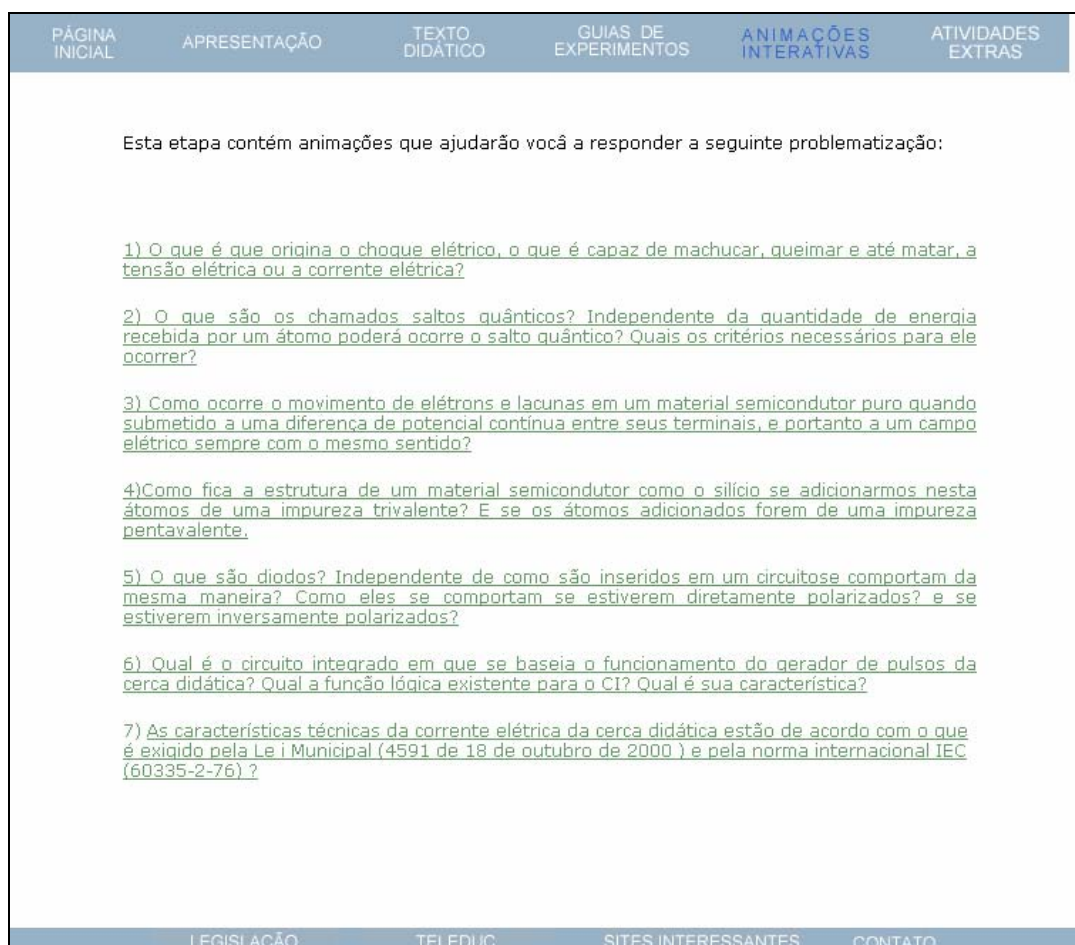 PÁGINA INICIAL APRESENTAÇÃO TEXTO DIDÁTICO GUIAS DE EXPERIMENTOS ANIMAÇÕES INTERATIVAS ATIVIDADES EXTRAS
Esta etapa contém animações que ajudarão você a responder a seguinte problematização:
1) O que é que origina o choque elétrico, o que é capaz de machucar, queimar e até matar, a
tensão elétrica ou a corrente elétrica?
2) O que são os chamados saltos quânticos? Independente da quantidade de energia
recebida por um átomo poderá ocorre o salto quântico? Quais os critérios necessários para ele
ocorrer?
3) Como ocorre o movimento de elétrons e lacunas em um material semicondutor puro quando
submetido a uma diferença de potencial contínua entre seus terminais, e portanto a um campo
elétrico sempre com o mesmo sentido?
4)Como fica a estrutura de um material semicondutor como o silício se adicionarmos nesta
átomos de uma impureza trivalente? E se os átomos adicionados forem de uma impureza
pentavalente.
5) O que são diodos? Independente de como são inseridos em um circuitose comportam da
mesma maneira? Como eles se comportam se estiverem diretamente polarizados? e se
estiverem inversamente polarizados?
6) Qual é o circuito integrado em que se baseia o funcionamento do gerador de pulsos da
cerca didática? Qual a função lógica existente para o CI? Qual é sua característica?
7) As características técnicas da corrente elétrica da cerca didática estão de acordo com o que
é exigido pela Le i Municipal (4591 de 18 de outubro de 2000 ) e pela norma internacional IEC
(60335-2-76) ?
LEGISLAÇÃO TELEDUC SITES INTERESSANTES CONTATO